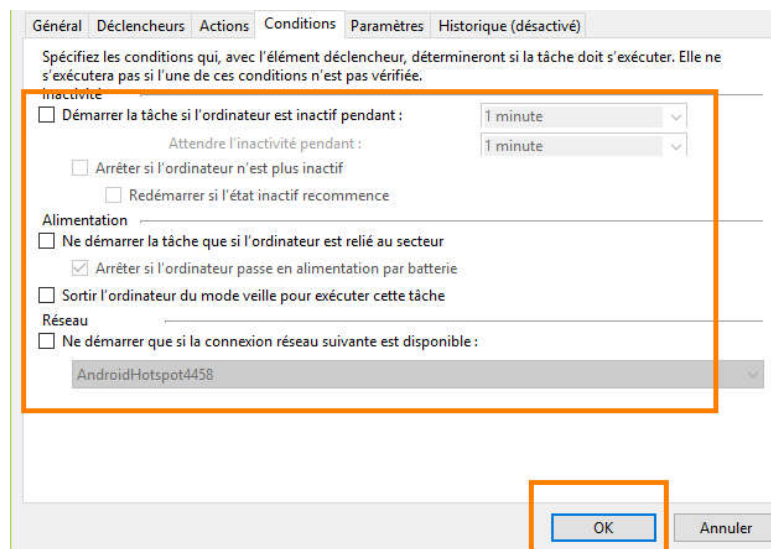 Général Déclencheurs Actions Conditions Paramètres Historique (désactivé)
Spécifiez les conditions qui, avec l'élément déclencheur, détermineront si la tâche doit s'exécuter. Elle ne
s'exécutera pas si l'une de ces conditions n'est pas vérifiée.
Inactivité
Démarrer la tâche si l'ordinateur est inactif pendant : 1 minute
Attendre l'inactivité pendant : 1 minute
Arrêter si l'ordinateur n'est plus inactif
Redémarrer si l'état inactif recommence
Alimentation
Ne démarrer la tâche que si l'ordinateur est relié au secteur
Arrêter si l'ordinateur passe en alimentation par batterie
Sortir l'ordinateur du mode veille pour exécuter cette tâche
Réseau
Ne démarrer que si la connexion réseau suivante est disponible :
AndroidHotspot4458
OK Annuler